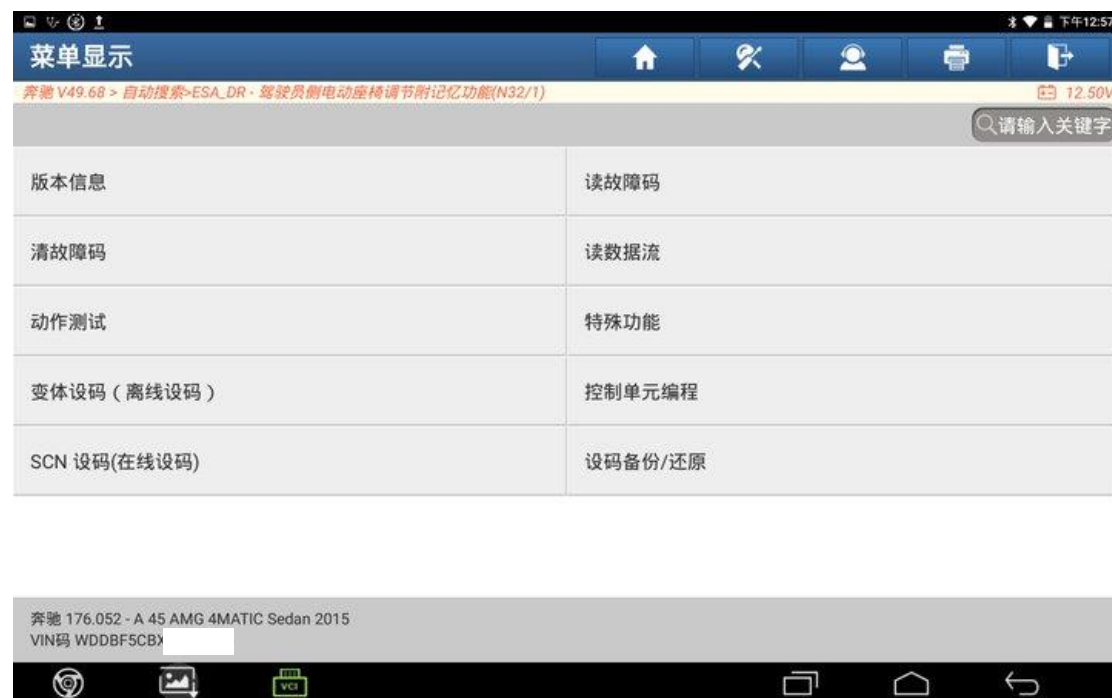 下午12:57
菜单显示
奔驰 V49.68 > 自动搜索>ESA_DR - 驾驶员侧电动座椅调节附记忆功能(N32/1)
12.50V
请输入关键字
版本信息
读故障码
清故障码
读数据流
动作测试
特殊功能
变体设码 ( 离线设码 )
控制单元编程
SCN 设码(在线设码)
设码备份/还原
奔驰 176.052 - A 45 AMG 4MATIC Sedan 2015
VIN码 WDDBF5CBX
VCI